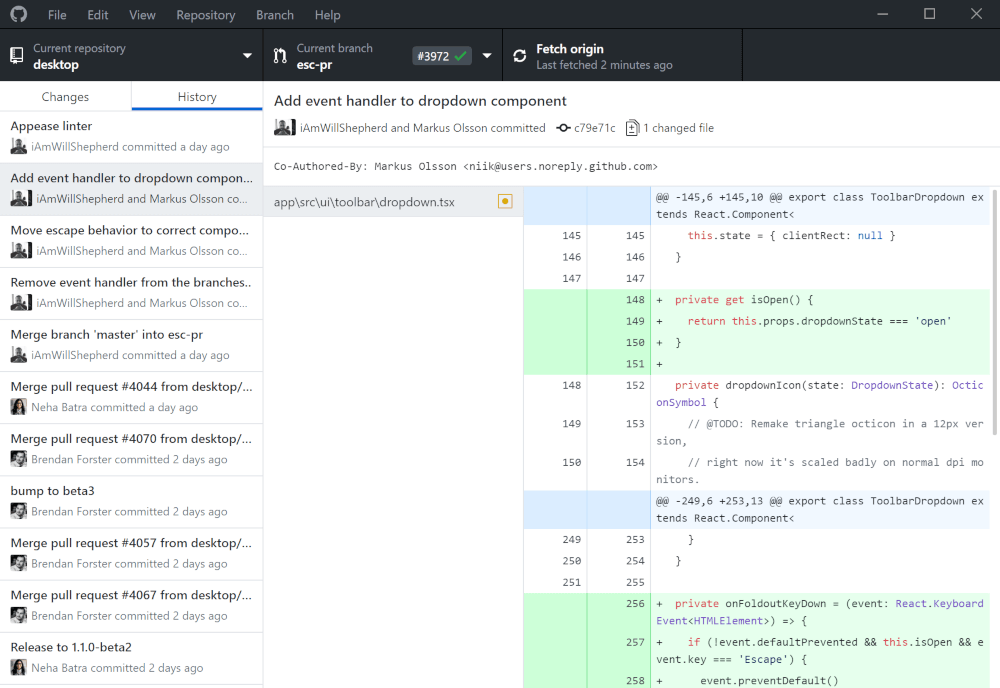 File Edit View Repository Branch Help
Current repository
desktop
Current branch
esc-pr
#3972
Fetch origin
Last fetched 2 minutes ago
Changes History
Appease linter
iAmWillShepherd committed a day ago
Add event handler to dropdown compon...
iAmWillShepherd and Markus Olsson co...
Move escape behavior to correct compo...
iAmWillShepherd and Markus Olsson co...
Remove event handler from the branches..
iAmWillShepherd and Markus Olsson co...
Merge branch 'master' into esc-pr
iAmWillShepherd committed a day ago
Merge pull request #4044 from desktop/...
Neha Batra committed a day ago
Merge pull request #4070 from desktop/...
Brendan Forster committed 2 days ago
bump to beta3
Brendan Forster committed 2 days ago
Merge pull request #4057 from desktop/...
Brendan Forster committed 2 days ago
Merge pull request #4067 from desktop/...
Brendan Forster committed 2 days ago
Release to 1.1.0-beta2
Neha Batra committed 2 days ago
Add event handler to dropdown component
iAmWillShepherd and Markus Olsson committed c79e71c 1 changed file
Co-Authored-By: Markus Olsson <niik@users.noreply.github.com>
app\src\ui\toolbar\dropdown.tsx
@@ -145,6 +145,10 @@ export class ToolbarDropdown ex
tends React.Component<
145 145 this.state = { clientRect: null }
146 146 }
147 147
148 + private get isOpen() {
149 + return this.props.dropdownState === 'open'
150 + }
151 +
148 152 private dropdownIcon(state: DropdownState): Octic
onSymbol {
149 153 // @TODO: Remake triangle octicon in a 12px ver
sion,
150 154 // right now it's scaled badly on normal dpi mo
nitors.
@@ -249,6 +253,13 @@ export class ToolbarDropdown ex
tends React.Component<
249 253 }
250 254 }
251 255
256 + private onFoldoutKeyDown = (event: React.Keyboard
Event<HTMLElement>) => {
257 + if (!event.defaultPrevented && this.isOpen && e
vent.key === 'Escape') {
258 + event.preventDefault()